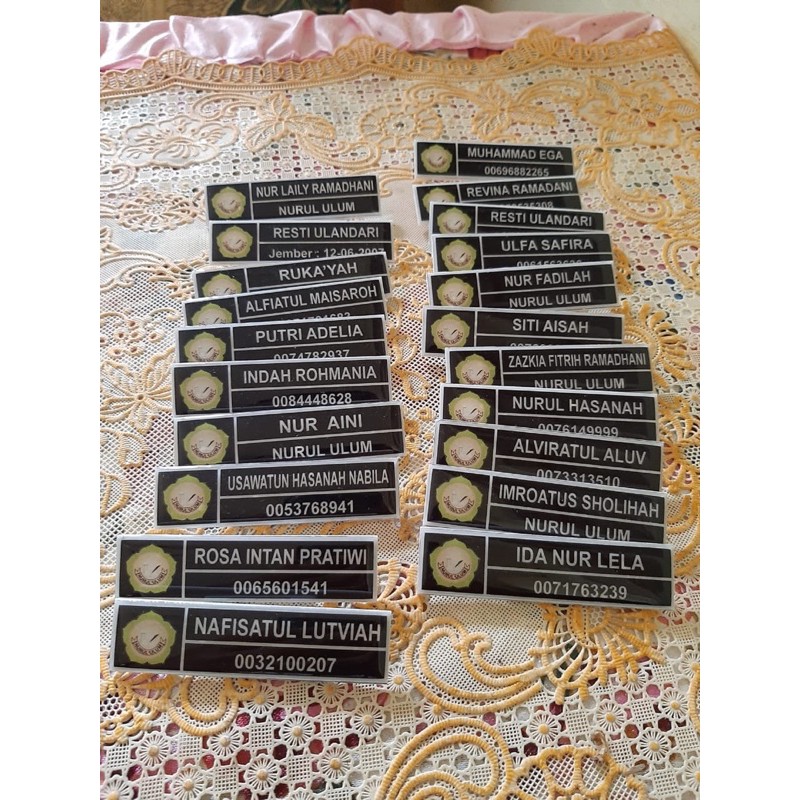 NUR LAILY RAMADHANI
NURUL ULUM
RESTI ULANDARI
Jember : 12-06-2007
RUKA'YAH
ALFIATUL MAISAROH
PUTRI ADELIA
0074782937
INDAH ROHMANIA
0084448628
NUR AINI
NURUL ULUM
USAWATUN HASANAH NABILA
0053768941
ROSA INTAN PRATIWI
0065601541
NAFISATUL LUTVIAH
0032100207
MUHAMMAD EGA
00696882265
REVINA RAMADANI
RESTI ULANDARI
ULFA SAFIRA
NUR FADILAH
NURUL ULUM
SITI AISAH
ZAZKIA FITRIH RAMADHANI
NURUL ULUM
NURUL HASANAH
0076149999
ALVIRATUL ALUV
0073313510
IMROATUS SHOLIHAH
NURUL ULUM
IDA NUR LELA
0071763239